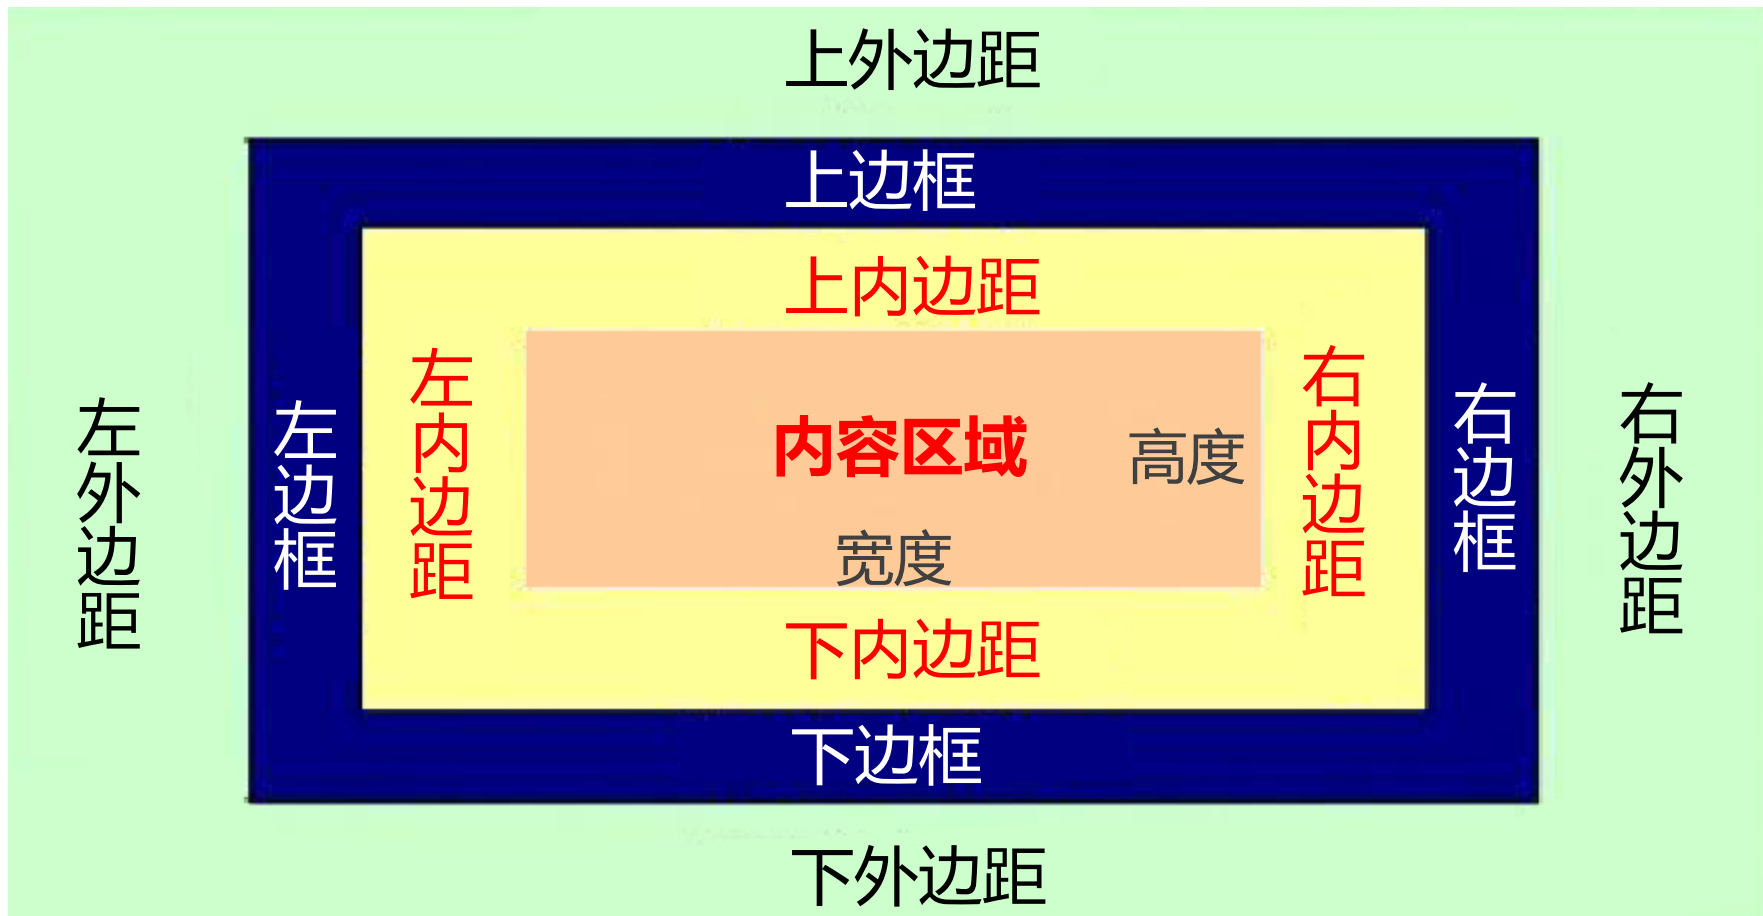 上外边距
上边框
上内边距
左外边距
左边框
左内边距
内容区域
高度
宽度
右内边距
右边框
右外边距
下内边距
下边框
下外边距